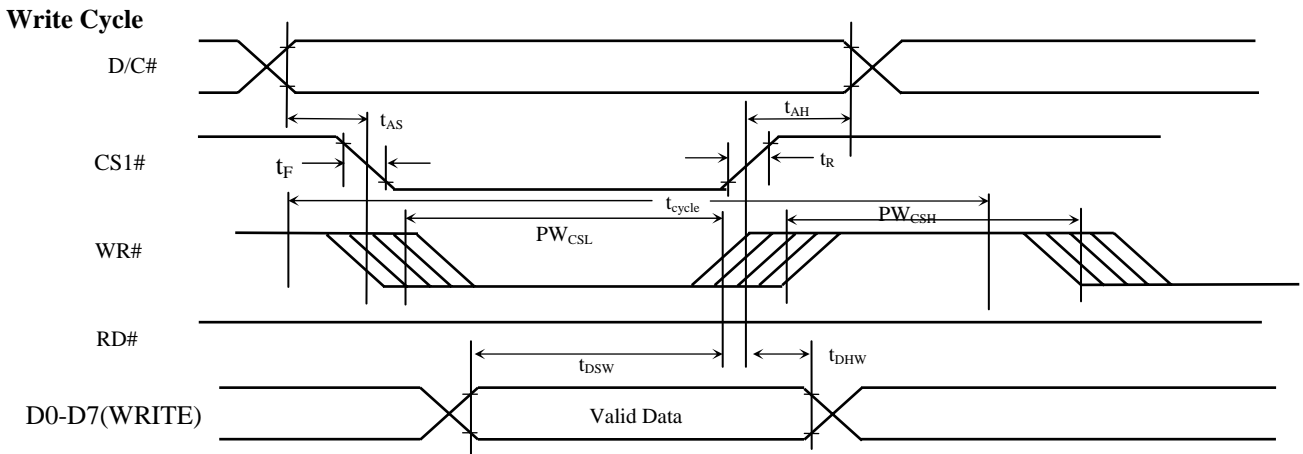 Write Cycle
D/C#
tAS
tAH
CS1#
tF
tR
tcycle
PWCSL
PWCSH
WR#
RD#
tDSW
tDHW
D0-D7(WRITE)
Valid Data